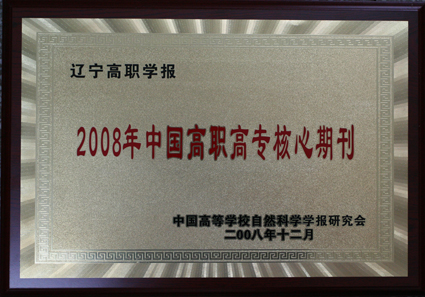 辽宁高职学报
2008年中国高职高专核心期刊
中国高等学校自然科学学报研究会
二00八年十二月